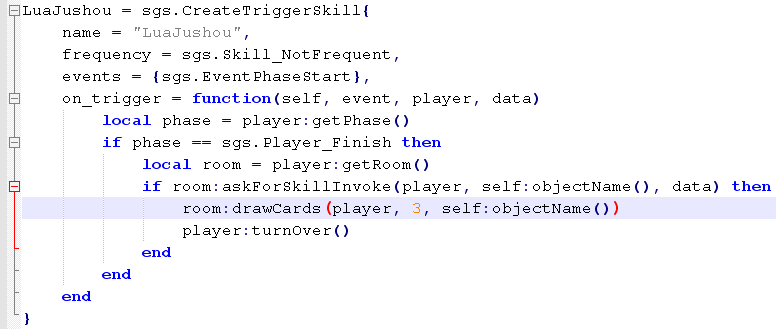 LuaJushou = sgs.CreateTriggerSkill{
    name = "LuaJushou",
    frequency = sgs.Skill_NotFrequent,
    events = {sgs.EventPhaseStart},
    on_trigger = function(self, event, player, data)
        local phase = player:getPhase()
        if phase == sgs.Player_Finish then
            local room = player:getRoom()
            if room:askForSkillInvoke(player, self:objectName(), data) then
                room:drawCards(player, 3, self:objectName())
                player:turnOver()
            end
        end
    end
}